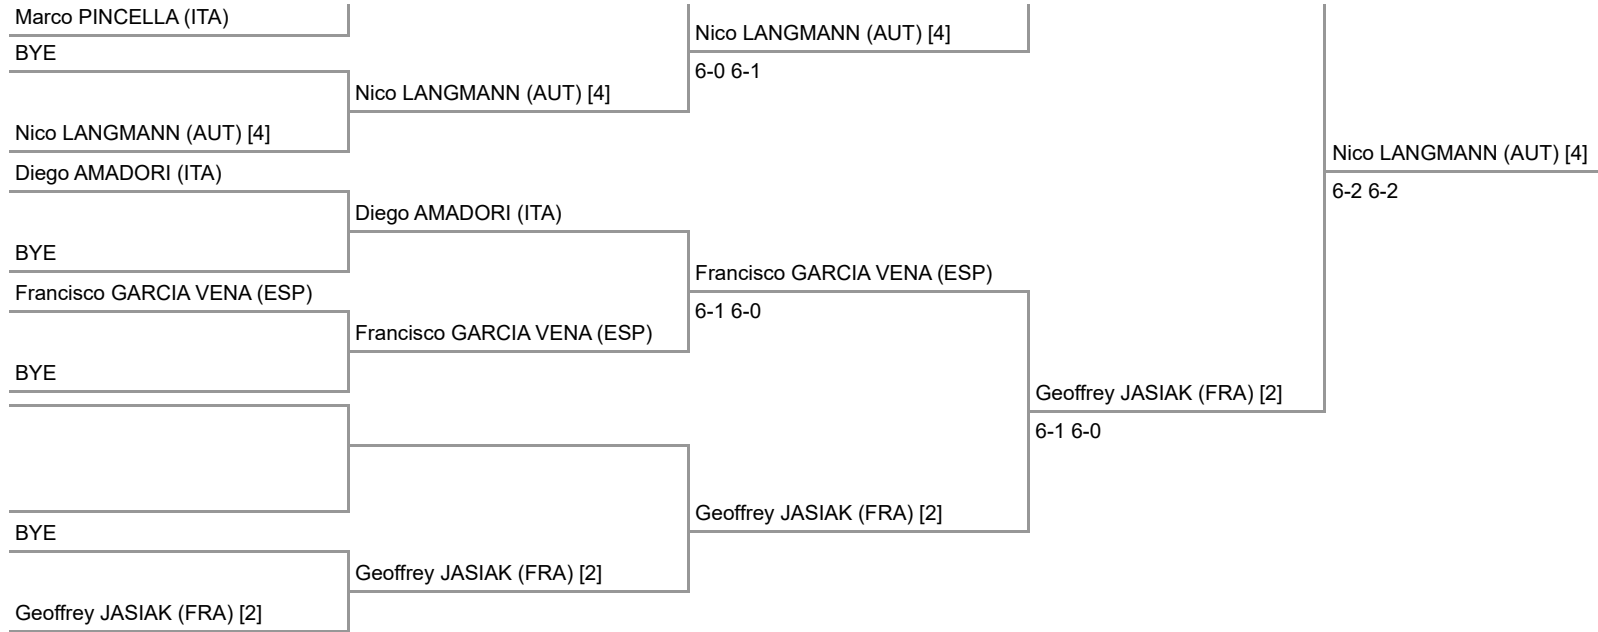 Marco PINCELLA (ITA)
BYE
Nico LANGMANN (AUT) [4]
Diego AMADORI (ITA)
BYE
Francisco GARCIA VENA (ESP)
BYE
BYE
Geoffrey JASIAK (FRA) [2]
Nico LANGMANN (AUT) [4]
Diego AMADORI (ITA)
Francisco GARCIA VENA (ESP)
Geoffrey JASIAK (FRA) [2]
Nico LANGMANN (AUT) [4]
6-0 6-1
Francisco GARCIA VENA (ESP)
6-1 6-0
Geoffrey JASIAK (FRA) [2]
Geoffrey JASIAK (FRA) [2]
6-1 6-0
Nico LANGMANN (AUT) [4]
6-2 6-2